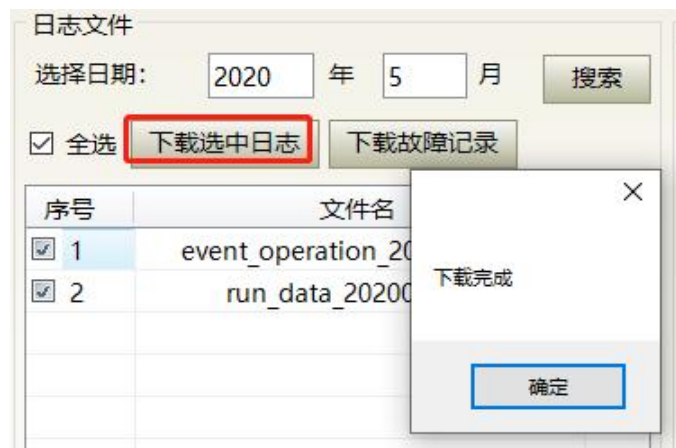 日志文件
选择日期: 2020 年 5 月 搜索
全选 下载选中日志 下载故障记录
序号 文件名
1 event_operation_20
2 run_data_2020
下载完成
确定